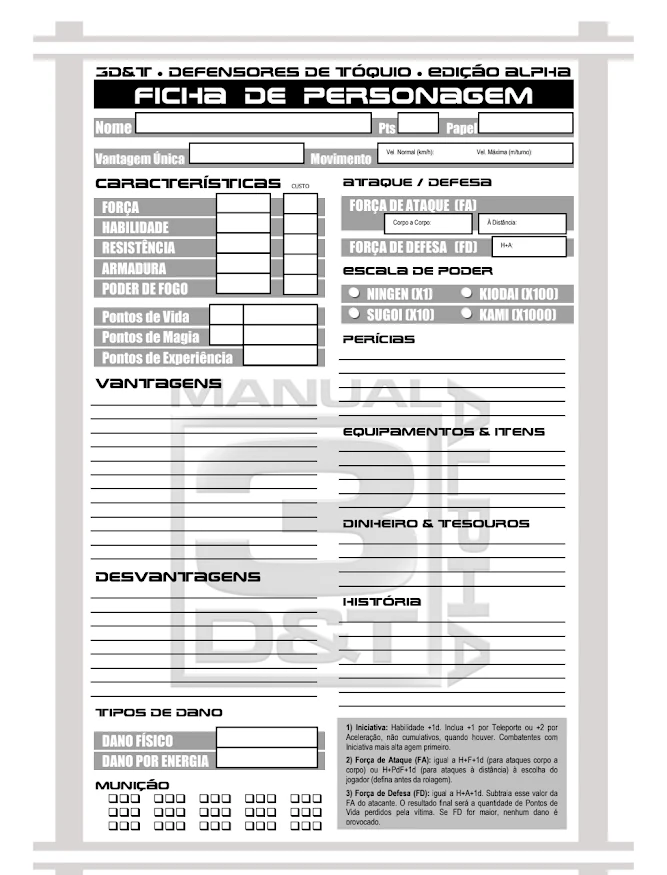 3D&T . DEFENSORES DE TÓQUIO . EDIÇÃO ALPHA
FICHA DE PERSONAGEM
Nome
Pts
Papel
Vantagem Única
Movimento
Vel Normal (km/h):
Vel. Máxima (m/turno)
CARACTERÍSTICAS
CUSTO
FORÇA
HABILIDADE
RESISTÊNCIA
ARMADURA
PODER DE FOGO
Pontos de Vida
Pontos de Magia
Pontos de Experiência
VANTAGENS
DESVANTAGENS
TIPOS DE DANO
DANO FÍSICO
DANO POR ENERGIA
MUNIÇÃO
ATAQUE / DEFESA
FORÇA DE ATAQUE (FA)
Corpo a Corpo:
À Distância:
FORÇA DE DEFESA (FD)
H+A:
ESCALA DE PODER
NINGEN (X1)
KIODAI (X100)
SUGOI (X10)
KAMI (X1000)
PERÍCIAS
EQUIPAMENTOS & ITENS
DINHEIRO & TESOUROS
HISTÓRIA
1) Iniciativa: Habilidade +1d. Inclua +1 por Teleporte ou +2 por
Aceleração, não cumulativos, quando houver. Combatentes com
Iniciativa mais alta agem primeiro.
2) Força de Ataque (FA): igual a H+F+1d (para ataques corpo a
corpo) ou H+PdF+1d (para ataques à distância) à escolha do
jogador (defina antes da rolagem).
3) Força de Defesa (FD): igual a H+A+1d. Subtraia esse valor da
FA do atacante. O resultado final será a quantidade de Pontos de
Vida perdidos pela vítima. Se FD for maior, nenhum dano é
provocado.
MANUAL
3
D&T
ALPHA